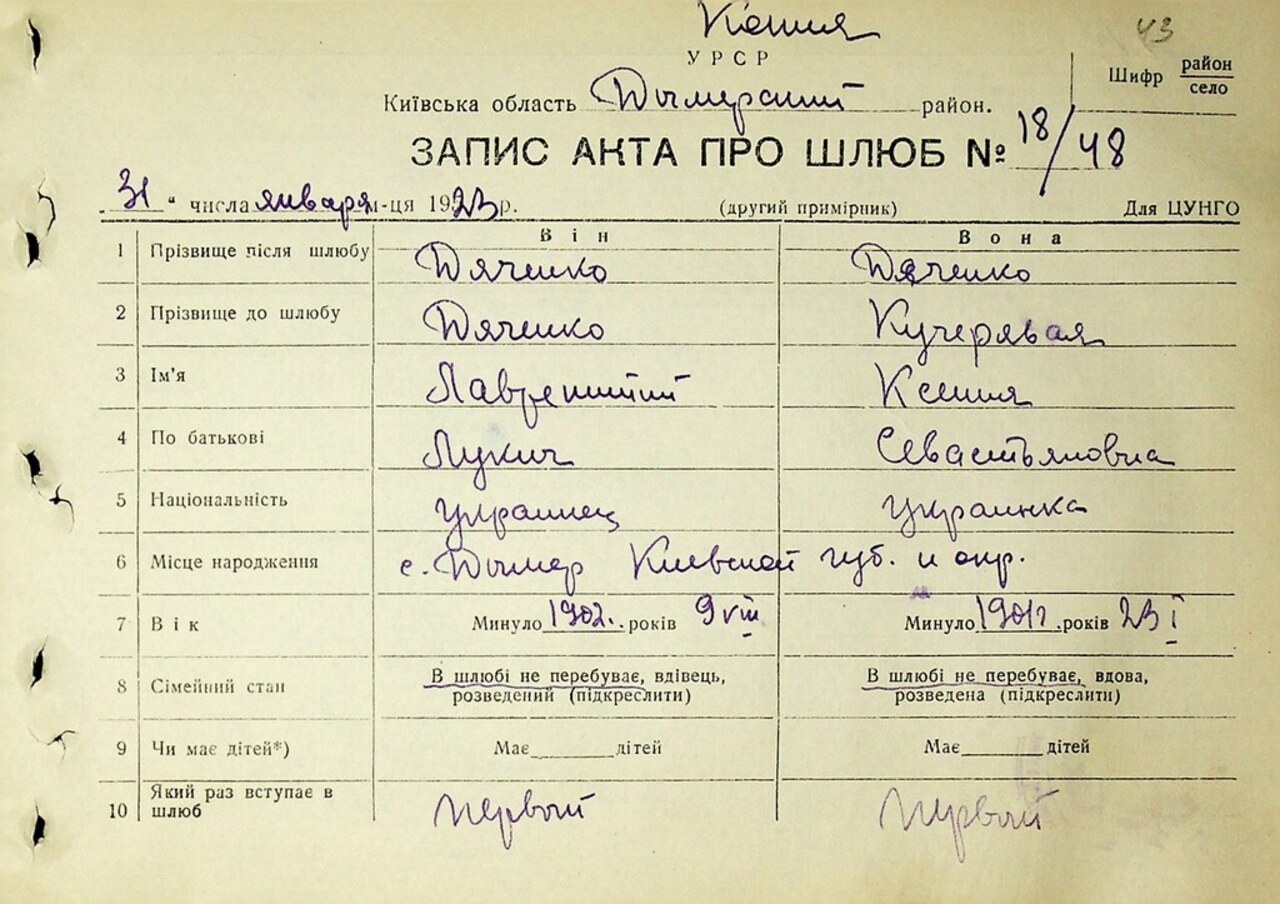 Ксения
43
УРСР
Київська область Дымерский район.
Шифр район село
ЗАПИС АКТА ПРО ШЛЮБ № 18/48
31 " числа января м-ця 1923 р. (другий примірник) Для ЦУНГО
Він Вона
1 Прізвище після шлюбу Дяченко Дяченко
2 Прізвище до шлюбу Дяченко Кучерявая
3 Ім'я Лаврентий Ксения
4 По батькові Лукич Севастьяновна
5 Національність украинец украинка
6 Місце народження с. Дымер Киевской губ. и окр.
7 Вік Минуло 1902. років 9 VIII Минуло 1901г років 23 I
8 Сімейний стан В шлюбі не перебуває, вдівець, розведений (підкреслити) В шлюбі не перебуває, вдова, розведена (підкреслити)
9 Чи має дітей*) Має дітей Має дітей
10 Який раз вступає в шлюб первый первый